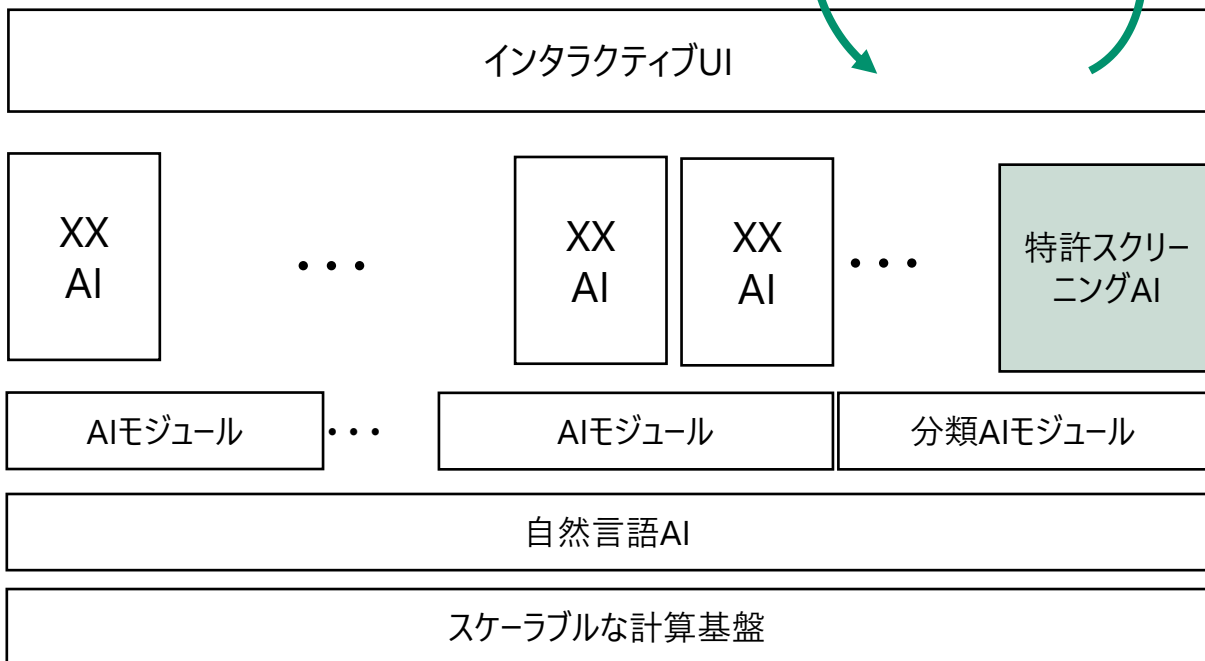 インタラクティブUI
XX
AI
・・・
XX
AI
XX
AI
・・・
特許スクリー
ニングAI
AIモジュール
・・・
AIモジュール
分類AIモジュール
自然言語AI
スケーラブルな計算基盤